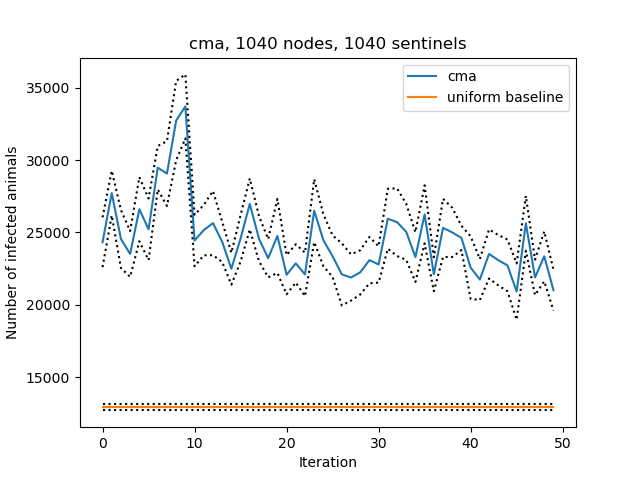 cma, 1040 nodes, 1040 sentinels
cma
uniform baseline
Number of infected animals
35000
30000
25000
20000
15000
0 10 20 30 40 50
Iteration